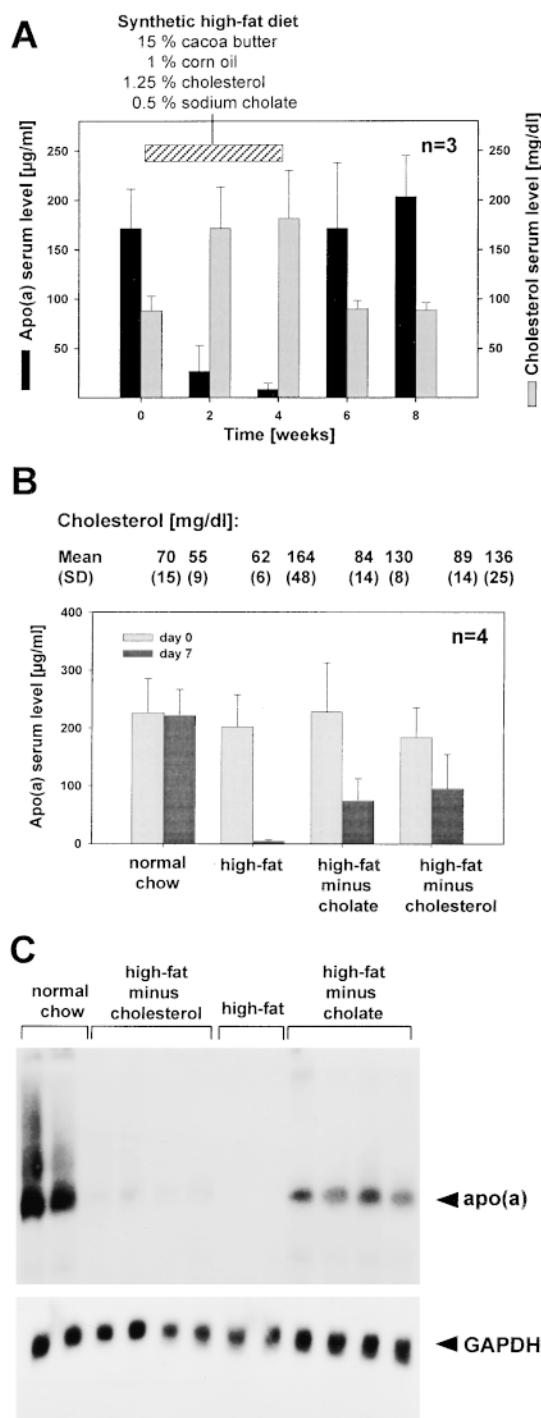 A
Synthetic high-fat diet
15 % cacoa butter
1 % corn oil
1.25 % cholesterol
0.5 % sodium cholate
n=3
Apo(a) serum level [µg/ml]
250
200
150
100
50
Cholesterol serum level [mg/dl]
250
200
150
100
50
0 2 4 6 8
Time [weeks]
B
Cholesterol [mg/dl]:
Mean 70 55 62 164 84 130 89 136
(SD) (15) (9) (6) (48) (14) (8) (14) (25)
Apo(a) serum level [µg/ml]
400
300
200
100
0
day 0
day 7
n=4
normal
chow
high-fat
high-fat
minus
cholate
high-fat
minus
cholesterol
C
normal
chow
high-fat
minus
cholesterol
high-fat
high-fat
minus
cholate
apo(a)
GAPDH